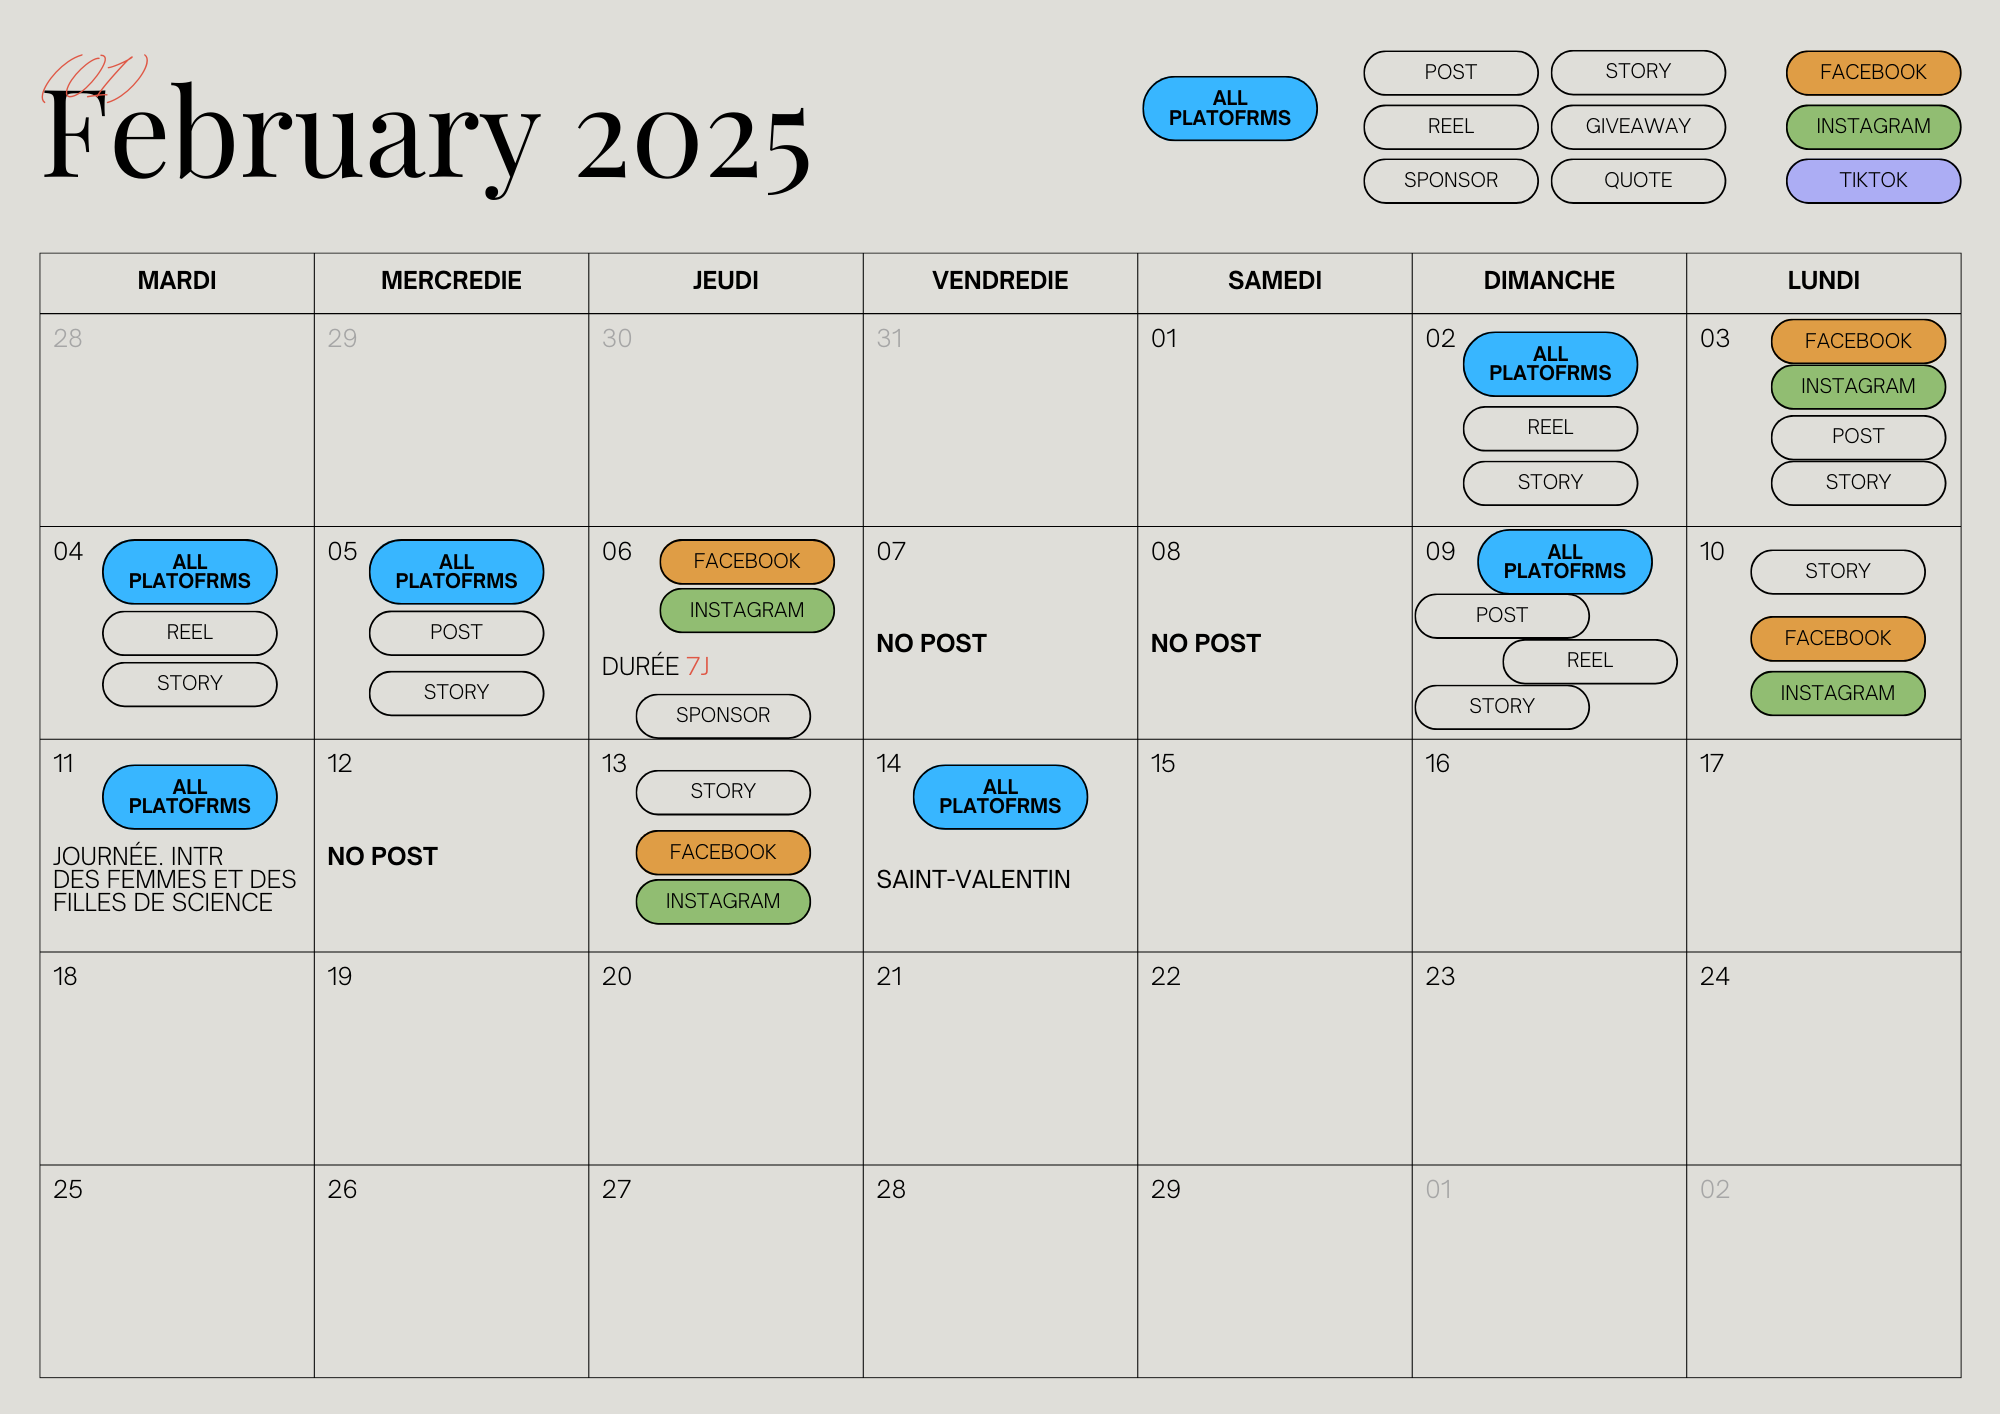 (01)
February 2025
ALL
PLATOFRMS
POST
STORY
FACEBOOK
REEL
GIVEAWAY
INSTAGRAM
SPONSOR
QUOTE
TIKTOK
MARDI
MERCREDIE
JEUDI
VENDREDIE
SAMEDI
DIMANCHE
LUNDI
28
29
30
31
01
02
ALL
PLATOFRMS
REEL
STORY
03
FACEBOOK
INSTAGRAM
POST
STORY
04
ALL
PLATOFRMS
REEL
STORY
05
ALL
PLATOFRMS
POST
STORY
06
FACEBOOK
INSTAGRAM
DURÉE 7J
SPONSOR
07
NO POST
08
NO POST
09
ALL
PLATOFRMS
POST
REEL
STORY
10
STORY
FACEBOOK
INSTAGRAM
11
ALL
PLATOFRMS
JOURNÉE. INTR
DES FEMMES ET DES
FILLES DE SCIENCE
12
NO POST
13
STORY
FACEBOOK
INSTAGRAM
14
ALL
PLATOFRMS
SAINT-VALENTIN
15
16
17
18
19
20
21
22
23
24
25
26
27
28
29
01
02